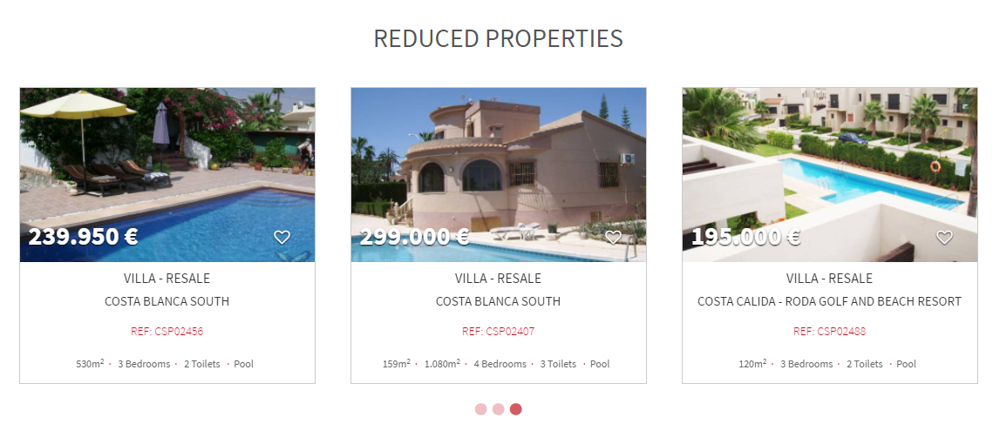 REDUCED PROPERTIES
239.950 €
VILLA - RESALE
COSTA BLANCA SOUTH
REF: CSP02456
530m² · 3 Bedrooms · 2 Toilets · Pool
299.000 €
VILLA - RESALE
COSTA BLANCA SOUTH
REF: CSP02407
159m² · 1.080m² · 4 Bedrooms · 3 Toilets · Pool
195.000 €
VILLA - RESALE
COSTA CALIDA - RODA GOLF AND BEACH RESORT
REF: CSP02488
120m² · 3 Bedrooms · 2 Toilets · Pool